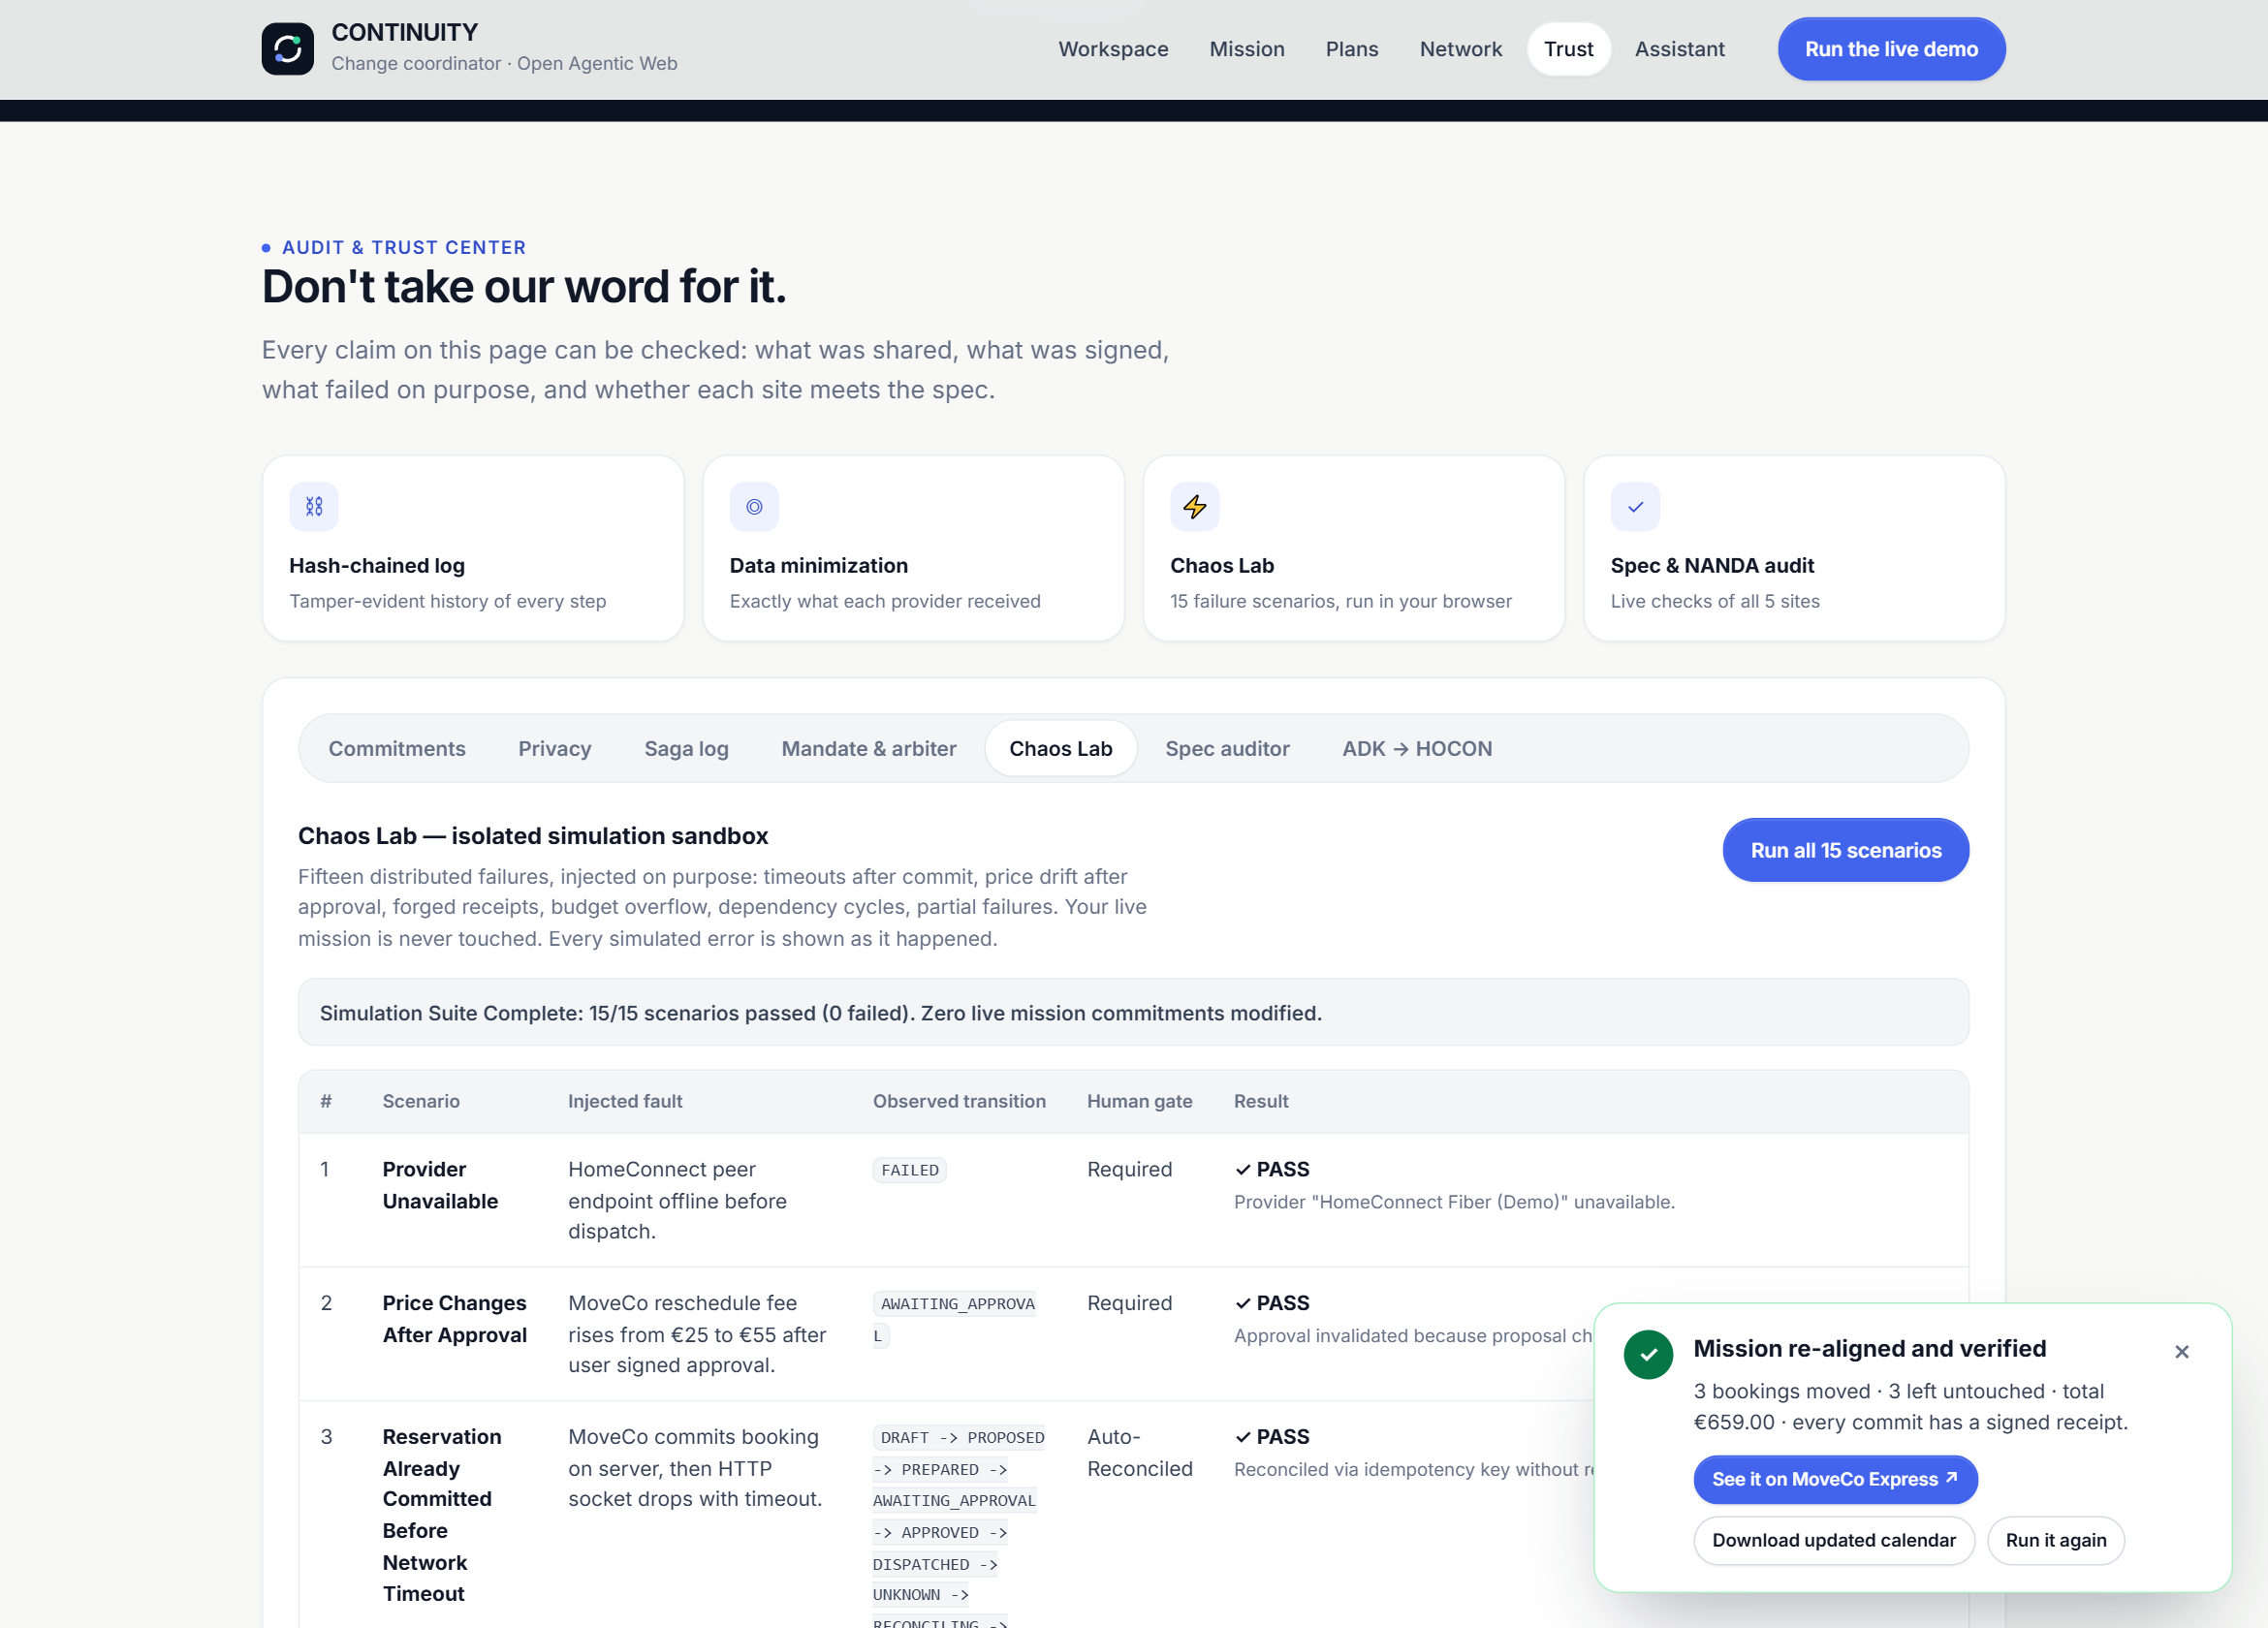 CONTINUITY
Change coordinator · Open Agentic Web
Workspace
Mission
Plans
Network
Trust
Assistant
Run the live demo
AUDIT & TRUST CENTER
Don't take our word for it.
Every claim on this page can be checked: what was shared, what was signed,
what failed on purpose, and whether each site meets the spec.
Hash-chained log
Tamper-evident history of every step
Data minimization
Exactly what each provider received
Chaos Lab
15 failure scenarios, run in your browser
Spec & NANDA audit
Live checks of all 5 sites
Commitments
Privacy
Saga log
Mandate & arbiter
Chaos Lab
Spec auditor
ADK → HOCON
Chaos Lab — isolated simulation sandbox
Fifteen distributed failures, injected on purpose: timeouts after commit, price drift after
approval, forged receipts, budget overflow, dependency cycles, partial failures. Your live
mission is never touched. Every simulated error is shown as it happened.
Run all 15 scenarios
Simulation Suite Complete: 15/15 scenarios passed (0 failed). Zero live mission commitments modified.
# Scenario Injected fault Observed transition Human gate Result
1
Provider
Unavailable
HomeConnect peer
endpoint offline before
dispatch.
FAILED
Required
✓ PASS
Provider "HomeConnect Fiber (Demo)" unavailable.
2
Price Changes
After Approval
MoveCo reschedule fee
rises from €25 to €55 after
user signed approval.
AWAITING_APPROVA
L
Required
✓ PASS
Approval invalidated because proposal
3
Reservation
Already
Committed
Before
Network
Timeout
MoveCo commits booking
on server, then HTTP
socket drops with timeout.
DRAFT -> PROPOSED
-> PREPARED ->
AWAITING_APPROVAL
-> APPROVED ->
DISPATCHED ->
UNKNOWN ->
RECONCILING ->
Auto-
Reconciled
✓ PASS
Reconciled via idempotency key without
Mission re-aligned and verified
3 bookings moved · 3 left untouched · total
€659.00 · every commit has a signed receipt.
See it on MoveCo Express ↗
Download updated calendar
Run it again